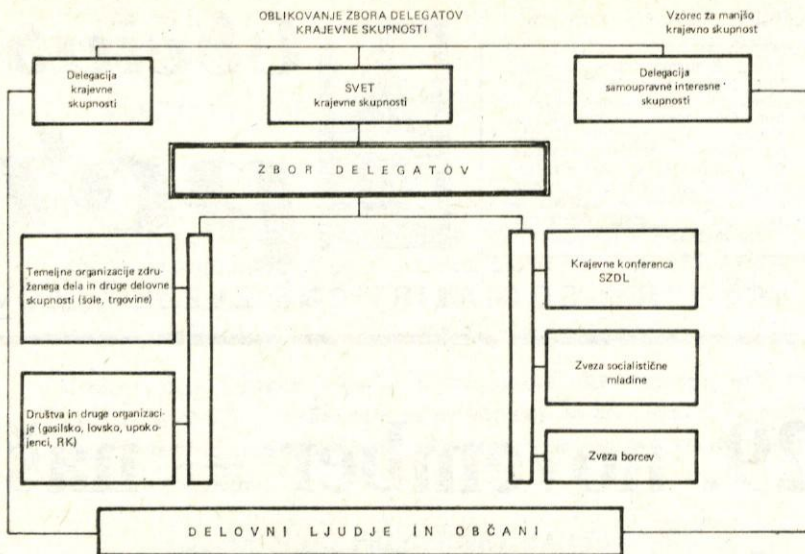 OBLIKOVANJE ZBORA DELEGATOV
KRAJEVNE SKUPNOSTI
Vzorec za manjšo
krajevno skupnost
Delegacija
krajevne
skupnosti
SVET
krajevne skupnosti
Delegacija
samoupravne interesne
skupnosti
ZBOR DELEGATOV
Temeljne organizacije zdru-
ženega dela in druge delovne
skupnosti (šole, trgovine)
Društva in druge organizaci-
je (gasilsko, lovsko, upoko-
jenci, RK)
Krajevne konferenca
SZDL
Zveza socialistične
mladine
Zveza borcev
DELOVNI LJUDJE IN OBČANI